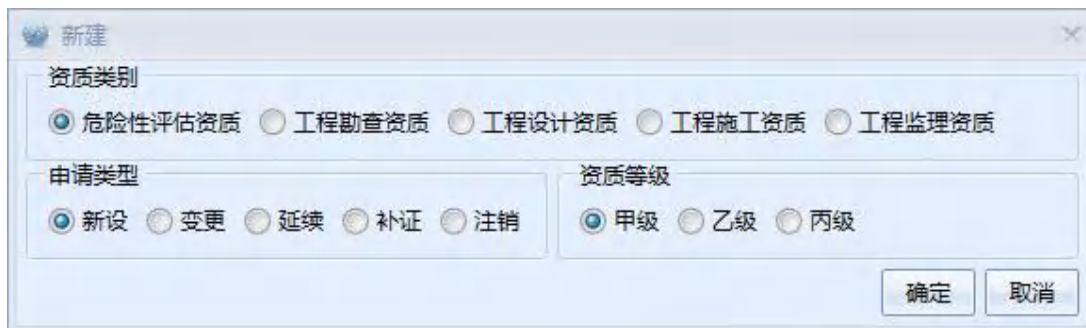 新建
资质类别
危险性评估资质 工程勘查资质 工程设计资质 工程施工资质 工程监理资质
申请类型 资质等级
新设 变更 延续 补证 注销 甲级 乙级 丙级
确定 取消